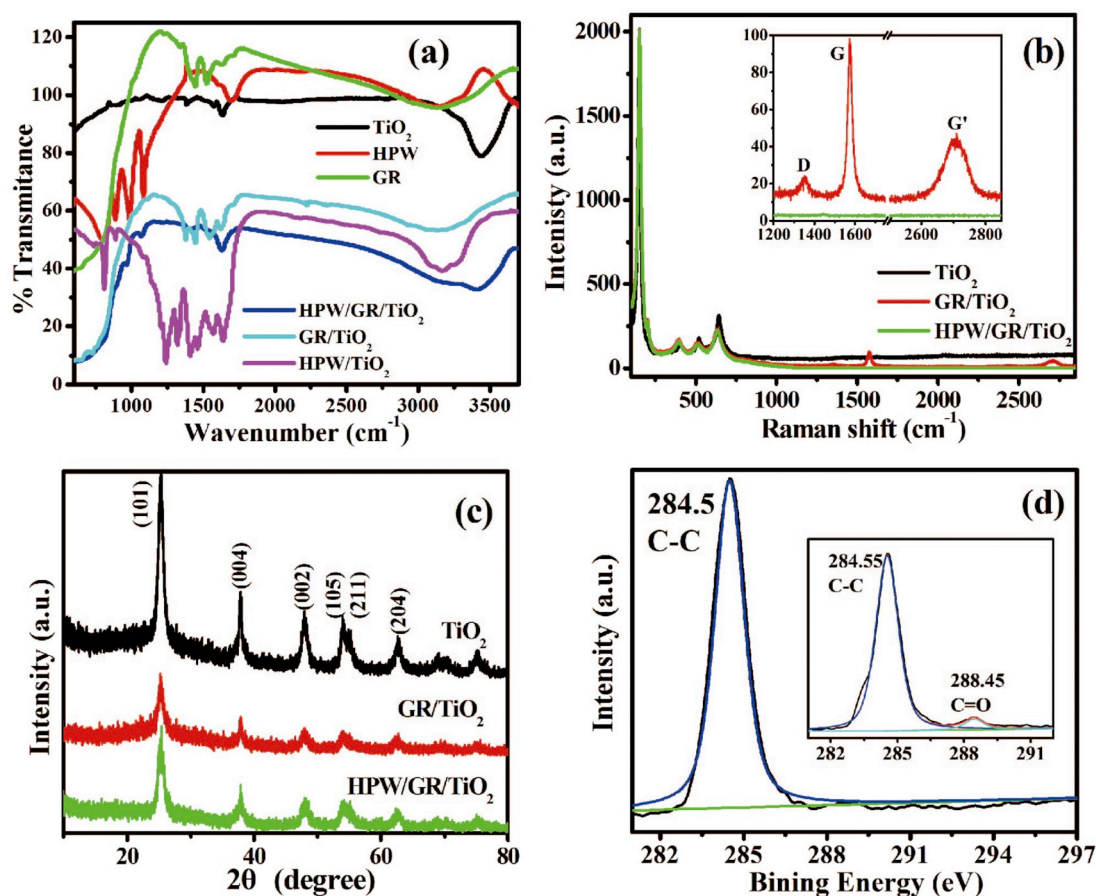 (a)
120
100
80
60
40
20
0
% Transmitance
TiO2
HPW
GR
HPW/GR/TiO2
GR/TiO2
HPW/TiO2
1000 1500 2000 2500 3000 3500
Wavenumber (cm-1)
(b)
2000
1500
1000
500
0
Intenisty (a.u.)
100
80
60
40
20
0
G
D
G'
1200 1400 1600 2600 2800
TiO2
GR/TiO2
HPW/GR/TiO2
500 1000 1500 2000 2500
Raman shift (cm-1)
(c)
Intensity (a.u.)
(101)
(004)
(002)
(105)
(211)
(204)
TiO2
GR/TiO2
HPW/GR/TiO2
20 40 60 80
2θ (degree)
(d)
Intensity (a.u.)
284.5
C-C
284.55
C-C
288.45
C=O
282 285 288 291
282 285 288 291 294 297
Bining Energy (eV)